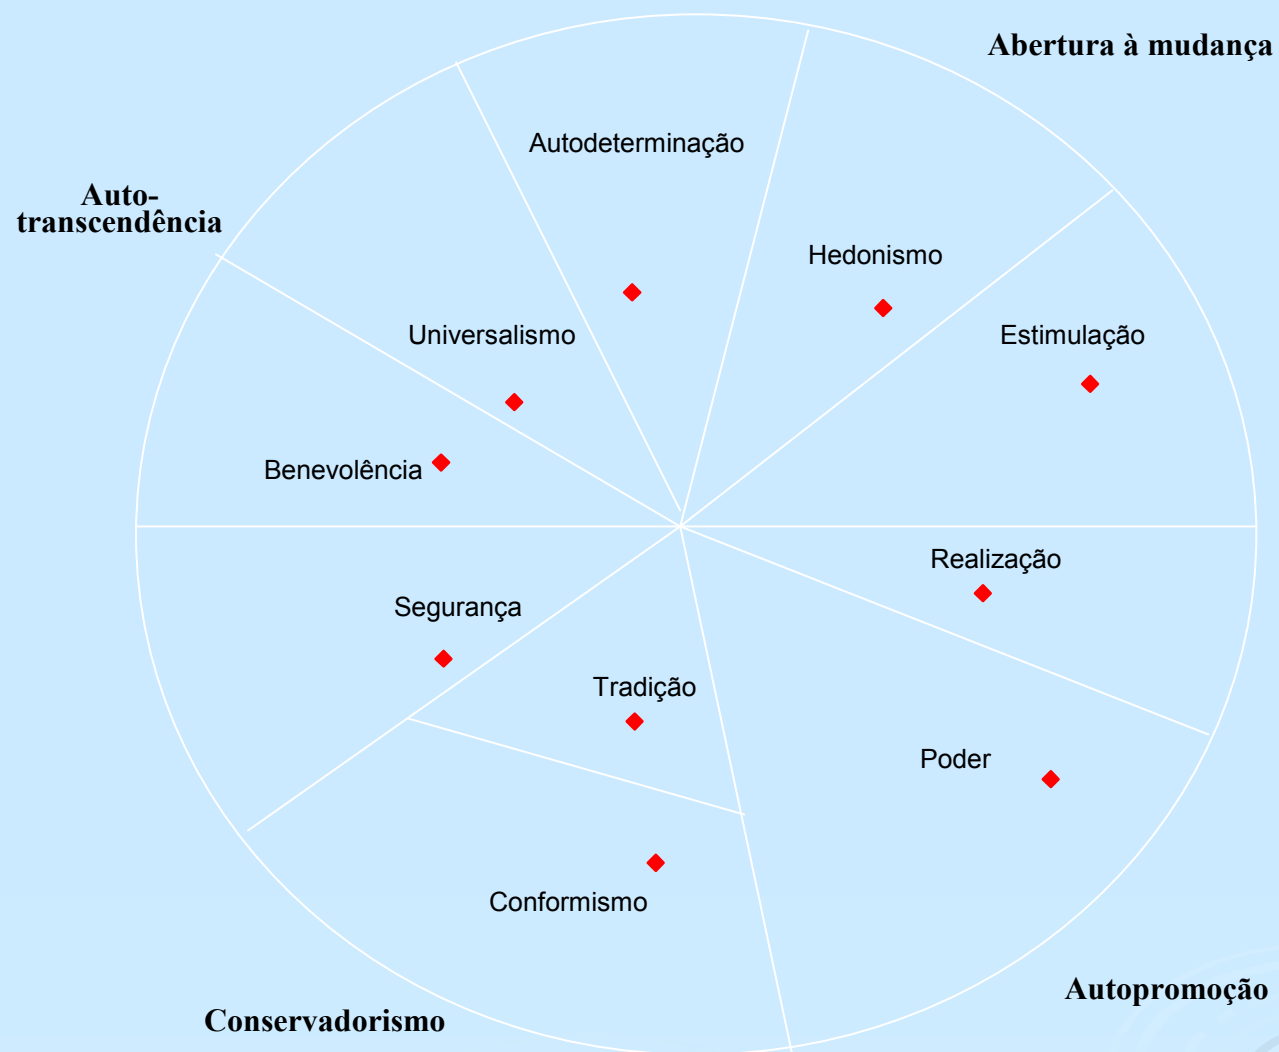 Abertura à mudança
Autodeterminação
Auto-
transcendência
Hedonismo
Universalismo
Estimulação
Benevolência
Realização
Segurança
Tradição
Poder
Conformismo
Autopromoção
Conservadorismo